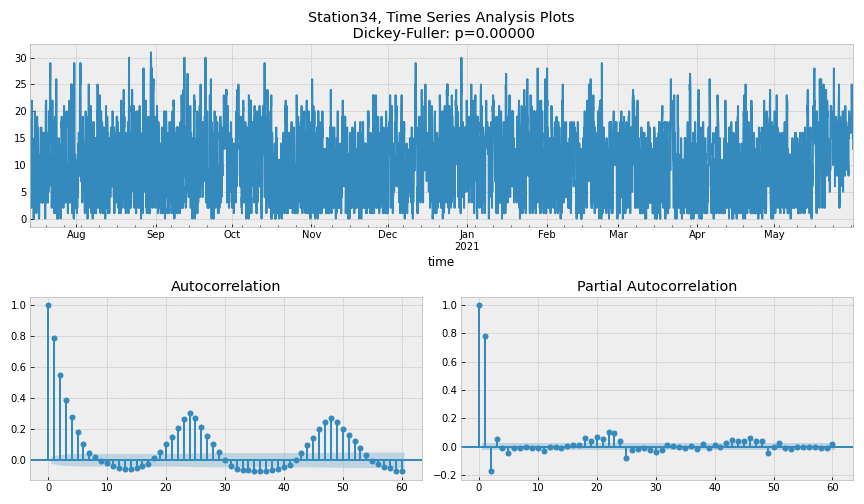 Station34, Time Series Analysis Plots
Dickey-Fuller: p=0.00000
30
25
20
15
10
5
0
Aug Sep Oct Nov Dec Jan Feb Mar Apr May
2021
time
Autocorrelation
1.0
0.8
0.6
0.4
0.2
0.0
0 10 20 30 40 50 60
Partial Autocorrelation
1.0
0.8
0.6
0.4
0.2
0.0
−0.2
0 10 20 30 40 50 60